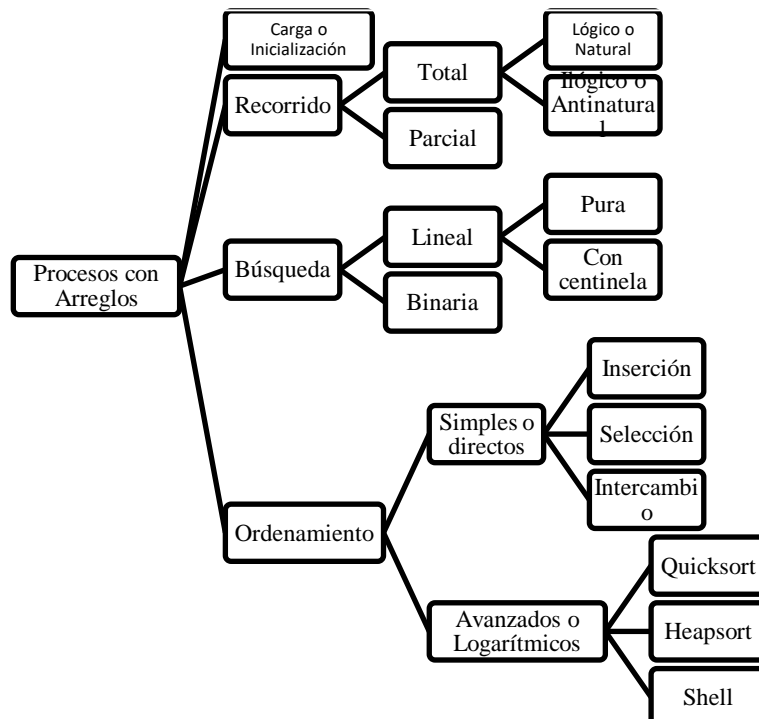 Carga o
Inicialización
Lógico o
Natural
Total
Ilógico o
Antinatura
l
Recorrido
Parcial
Pura
Lineal
Con
centinela
Procesos con
Arreglos
Búsqueda
Binaria
Inserción
Simples o
directos
Selección
Intercambi
o
Ordenamiento
Quicksort
Avanzados o
Logarítmicos
Heapsort
Shell